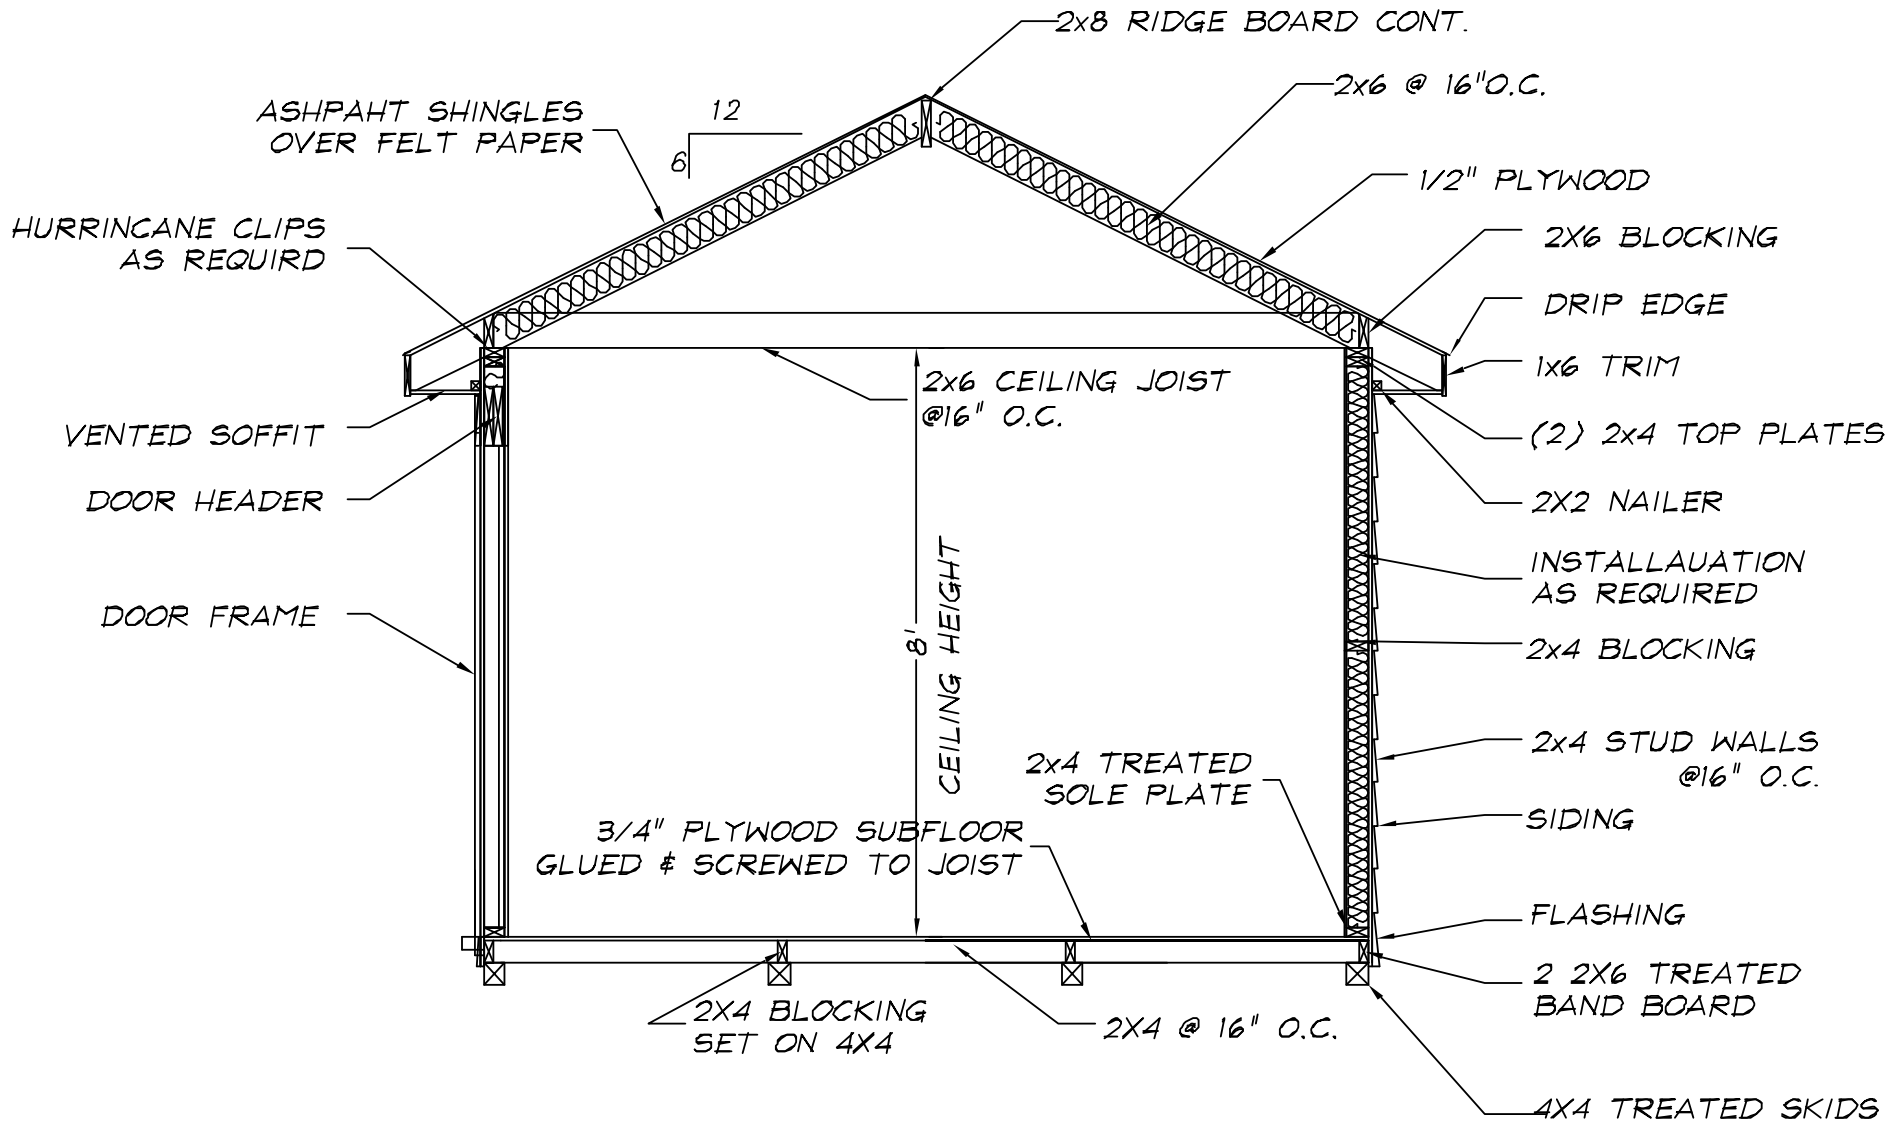 2x8 RIDGE BOARD CONT.
2x6 @ 16"O.C.
ASHPAHT SHINGLES
OVER FELT PAPER
12
6
1/2" PLYWOOD
HURRINCANE CLIPS
AS REQUIRD
2X6 BLOCKING
DRIP EDGE
1x6 TRIM
2x6 CEILING JOIST
@16" O.C.
VENTED SOFFIT
(2) 2x4 TOP PLATES
DOOR HEADER
2X2 NAILER
INSTALLAUATION
AS REQUIRED
DOOR FRAME
8'
CEILING HEIGHT
2x4 BLOCKING
2x4 STUD WALLS
@16" O.C.
2x4 TREATED
SOLE PLATE
SIDING
3/4" PLYWOOD SUBFLOOR
GLUED & SCREWED TO JOIST
FLASHING
2 2X6 TREATED
BAND BOARD
2X4 BLOCKING
SET ON 4X4
2X4 @ 16" O.C.
4X4 TREATED SKIDS